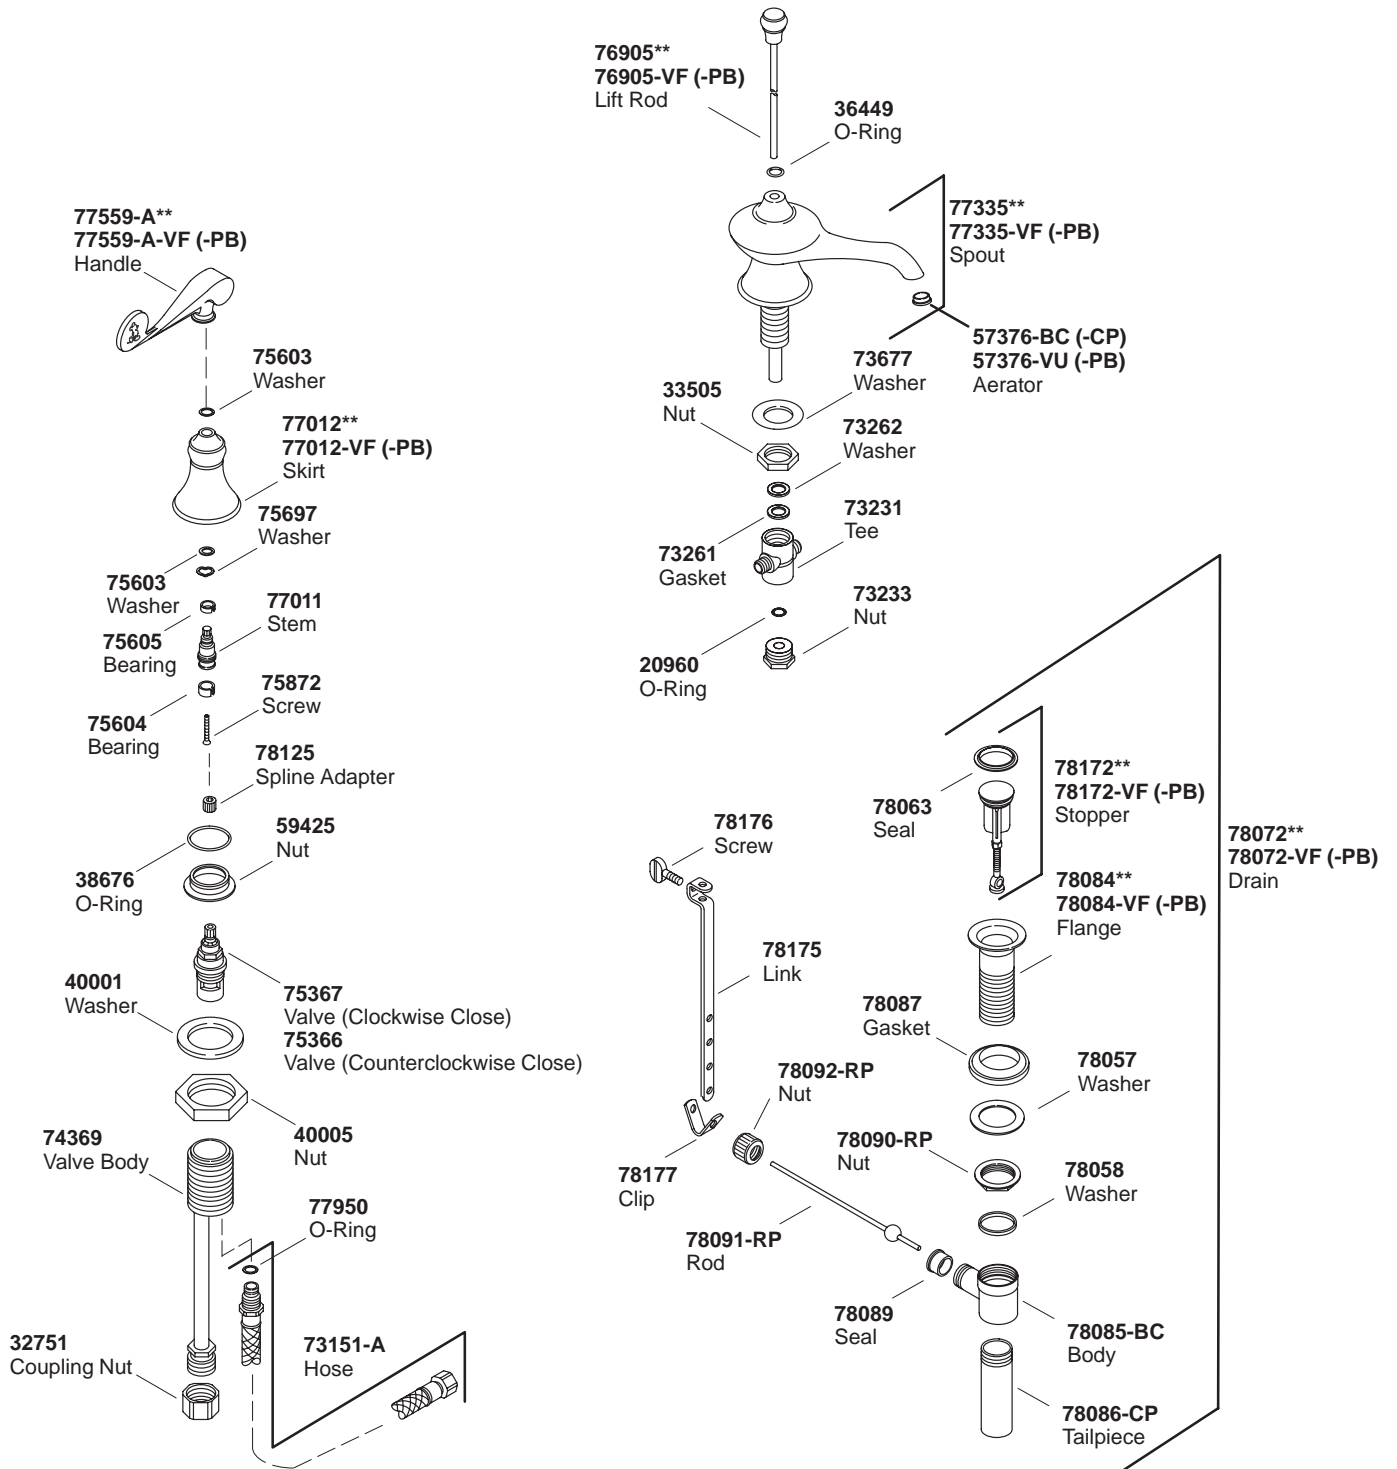 76905**
76905-VF (-PB)
Lift Rod
36449
O-Ring
77559-A**
77559-A-VF (-PB)
Handle
77335**
77335-VF (-PB)
Spout
57376-BC (-CP)
57376-VU (-PB)
Aerator
75603
Washer
73677
Washer
33505
Nut
77012**
77012-VF (-PB)
Skirt
73262
Washer
75697
Washer
73231
Tee
73261
Gasket
75603
Washer
77011
Stem
73233
Nut
75605
Bearing
20960
O-Ring
75872
Screw
75604
Bearing
78125
Spline Adapter
78172**
78172-VF (-PB)
Stopper
78063
Seal
59425
Nut
78176
Screw
78072**
78072-VF (-PB)
Drain
38676
O-Ring
78084**
78084-VF (-PB)
Flange
78175
Link
40001
Washer
75367
Valve (Clockwise Close)
75366
Valve (Counterclockwise Close)
78087
Gasket
78057
Washer
78092-RP
Nut
40005
Nut
74369
Valve Body
78090-RP
Nut
78058
Washer
78177
Clip
77950
O-Ring
78091-RP
Rod
78089
Seal
78085-BC
Body
32751
Coupling Nut
73151-A
Hose
78086-CP
Tailpiece